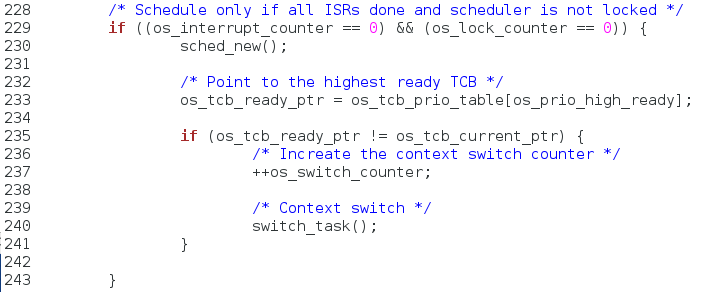 228 /* Schedule only if all ISRs done and scheduler is not locked */
229 if ((os_interrupt_counter == 0) && (os_lock_counter == 0)) {
230 sched_new();
231
232 /* Point to the highest ready TCB */
233 os_tcb_ready_ptr = os_tcb_prio_table[os_prio_high_ready];
234
235 if (os_tcb_ready_ptr != os_tcb_current_ptr) {
236 /* Increate the context switch counter */
237 ++os_switch_counter;
238
239 /* Context switch */
240 switch_task();
241 }
242
243 }